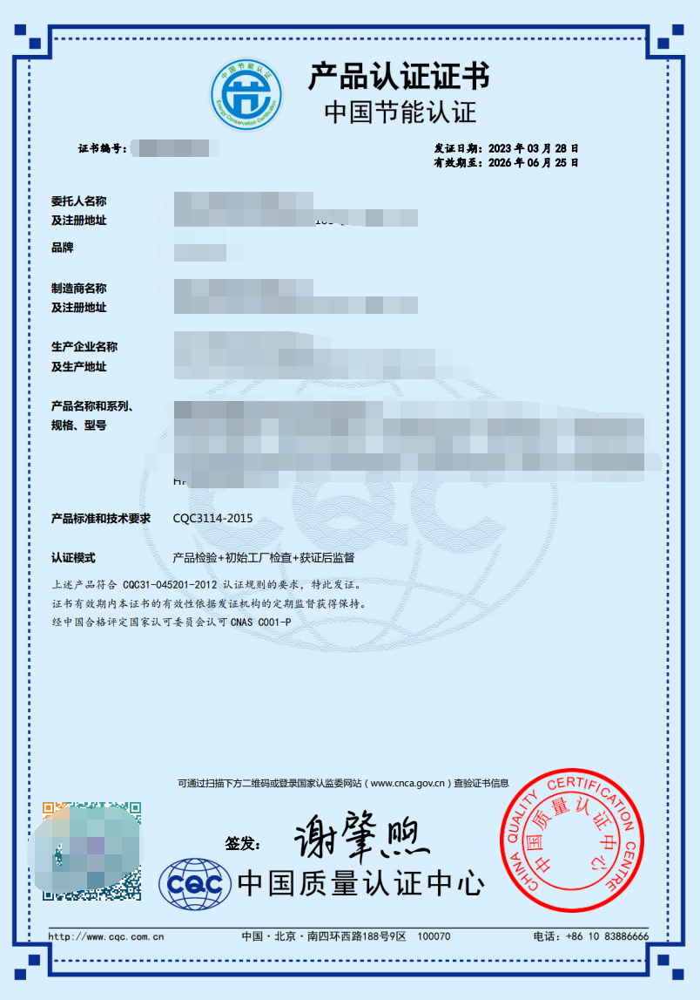 中国节能认证
Energy Conservation Certification
产品认证证书
中国节能认证
证书编号：
发证日期：2023 年 03 月 28 日
有效期至：2026 年 06 月 25 日
委托人名称
及注册地址
品牌
制造商名称
及注册地址
生产企业名称
及生产地址
产品名称和系列、
规格、型号
CQC
产品标准和技术要求 CQC3114-2015
认证模式 产品检验+初始工厂检查+获证后监督
上述产品符合 CQC31-045201-2012 认证规则的要求，特此发证。
证书有效期内本证书的有效性依据发证机构的定期监督获得保持。
经中国合格评定国家认可委员会认可 CNAS C001-P
可通过扫描下方二维码或登录国家认监委网站（www.cnca.gov.cn）查验证书信息
签发： 谢肇煦
CQC 中国质量认证中心
CHINA QUALITY CERTIFICATION CENTRE
中国质量认证中心
http://www.cqc.com.cn 中国·北京·南四环西路188号9区 100070 电话：+86 10 83886666